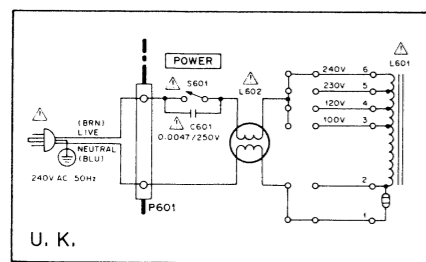 POWER
S601
L602
240V 6
L601
230V 5
120V 4
100V 3
C601
0.0047/250V
(BRN)
LIVE
NEUTRAL
(BLU)
240V AC 50Hz
2
1
P601
U. K.